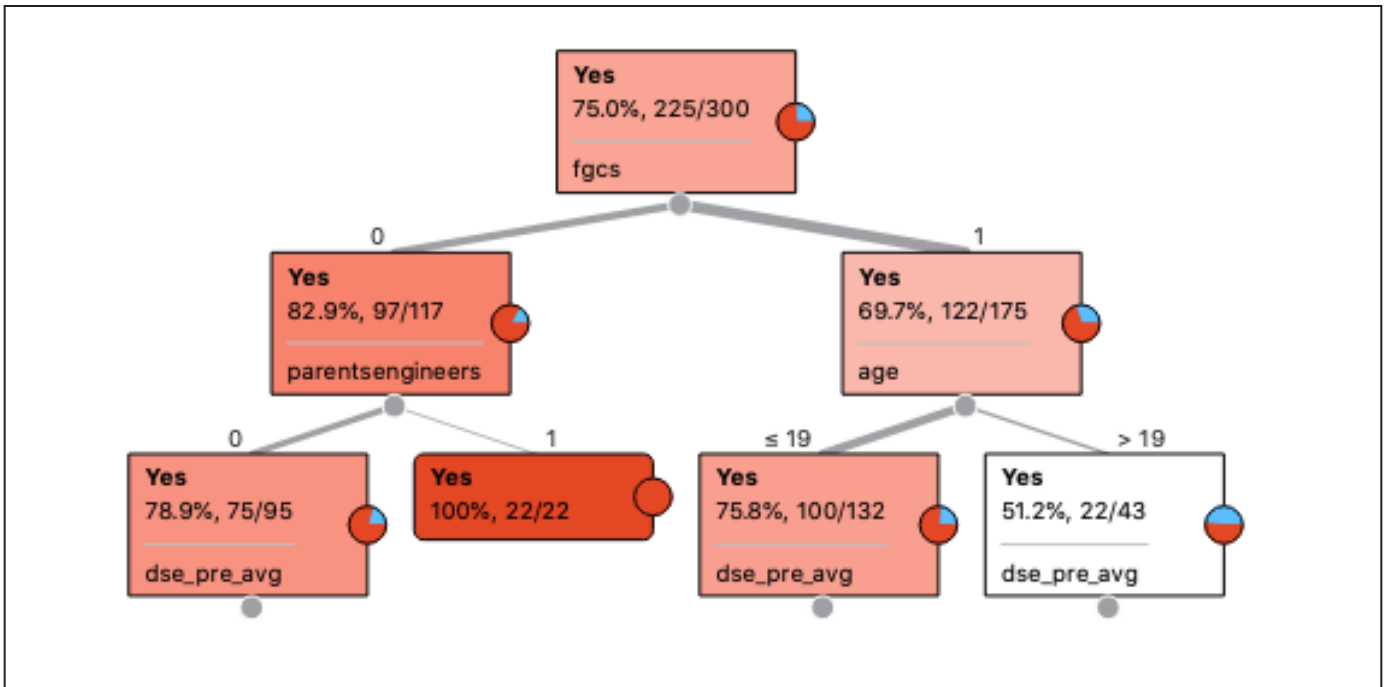 Yes
75.0%, 225/300
fgcs
0
1
Yes
82.9%, 97/117
parentsengineers
Yes
69.7%, 122/175
age
0
1
≤ 19
> 19
Yes
78.9%, 75/95
dse_pre_avg
Yes
100%, 22/22
Yes
75.8%, 100/132
dse_pre_avg
Yes
51.2%, 22/43
dse_pre_avg